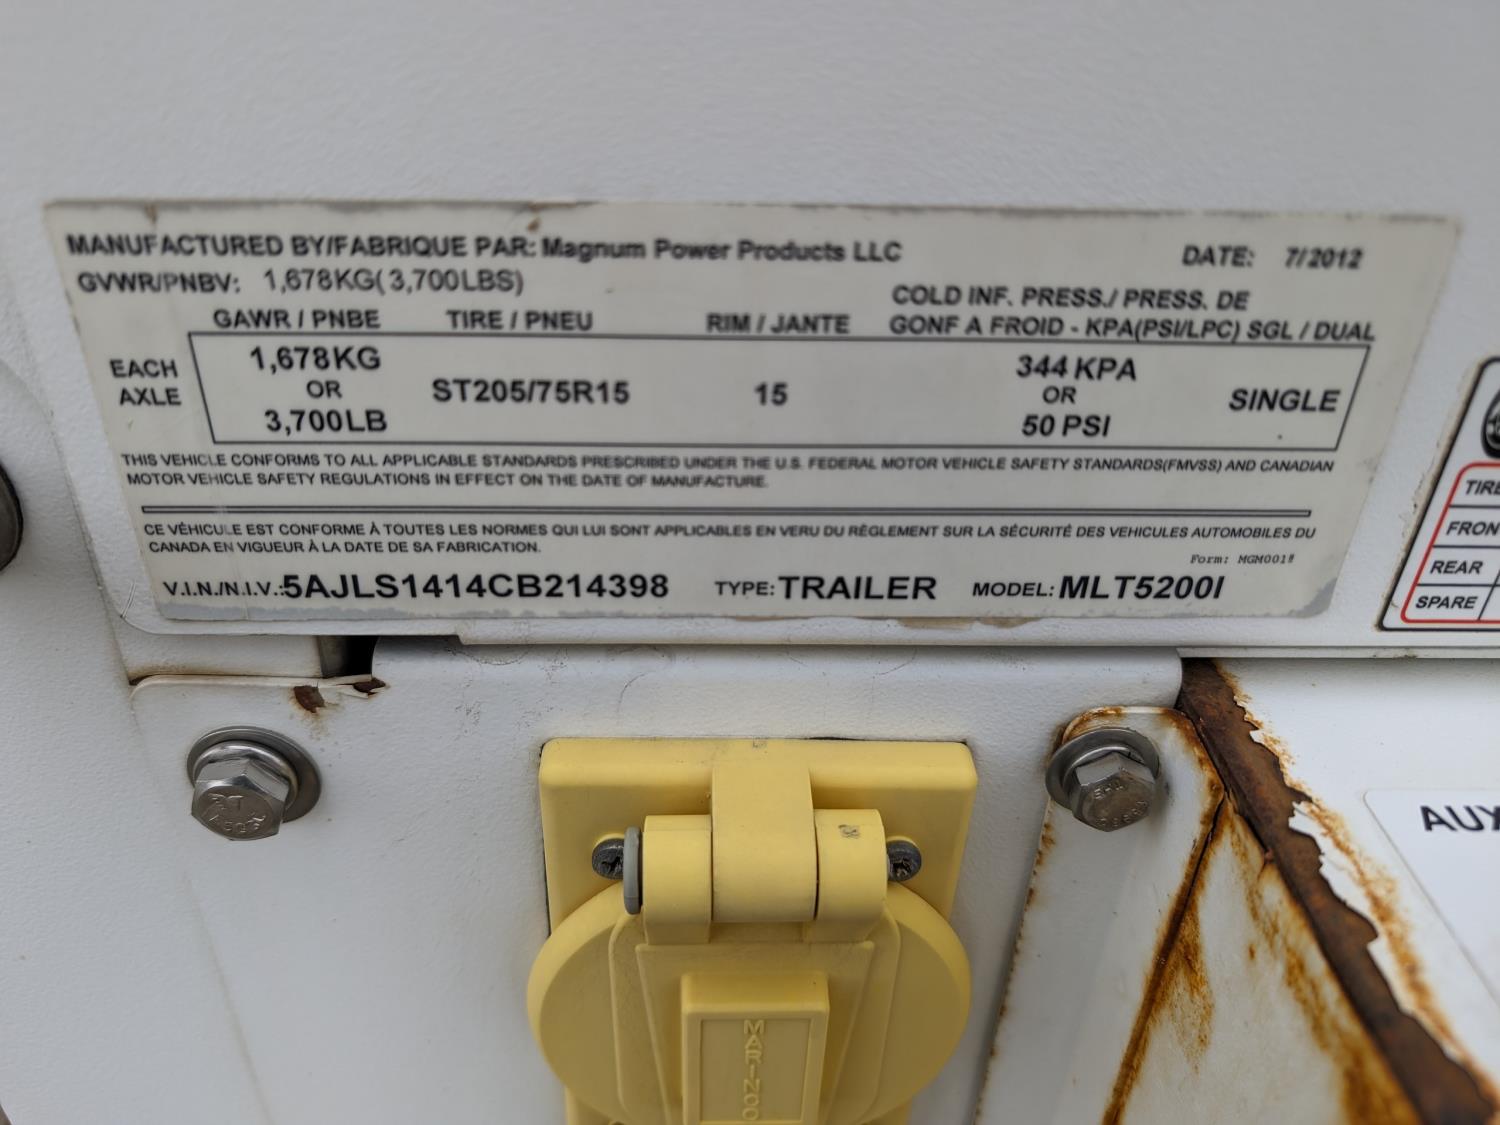 MANUFACTURED BY/FABRIQUE PAR: Magnum Power Products LLC DATE: 7/2012
GVWR/PNBV: 1,678KG(3,700LBS)
COLD INF. PRESS./ PRESS. DE
GAWR / PNBE TIRE / PNEU RIM / JANTE GONF A FROID - KPA(PSI/LPC) SGL / DUAL
EACH AXLE
1,678KG
OR
3,700LB
ST205/75R15
15
344 KPA
OR
50 PSI
SINGLE
THIS VEHICLE CONFORMS TO ALL APPLICABLE STANDARDS PRESCRIBED UNDER THE U.S. FEDERAL MOTOR VEHICLE SAFETY STANDARDS(FMVSS) AND CANADIAN
MOTOR VEHICLE SAFETY REGULATIONS IN EFFECT ON THE DATE OF MANUFACTURE.
CE VÉHICULE EST CONFORME À TOUTES LES NORMES QUI LUI SONT APPLICABLES EN VERU DU RÈGLEMENT SUR LA SÉCURITÉ DES VEHICULES AUTOMOBILES DU
CANADA EN VIGUEUR À LA DATE DE SA FABRICATION.
Form: MGM001#
V.I.N./N.I.V.:5AJLS1414CB214398 TYPE: TRAILER MODEL: MLT5200I
TIRE
FRON
REAR
SPARE
AUX
MARINCO